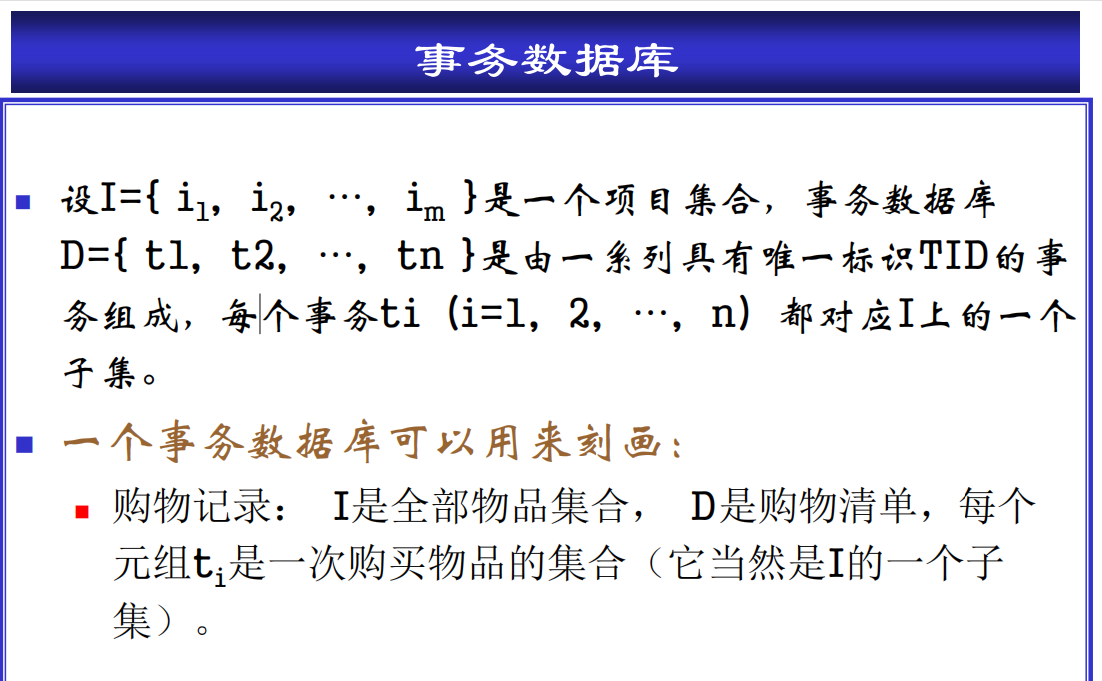 事务数据库
设I={ i1, i2, …, im }是一个项目集合，事务数据库
D={ t1, t2, …, tn }是由一系列具有唯一标识TID的事
务组成，每个事务ti (i=1, 2, …, n) 都对应I上的一个
子集。
一个事务数据库可以用来刻画：
购物记录： I是全部物品集合， D是购物清单，每个
元组ti是一次购买物品的集合（它当然是I的一个子
集）。